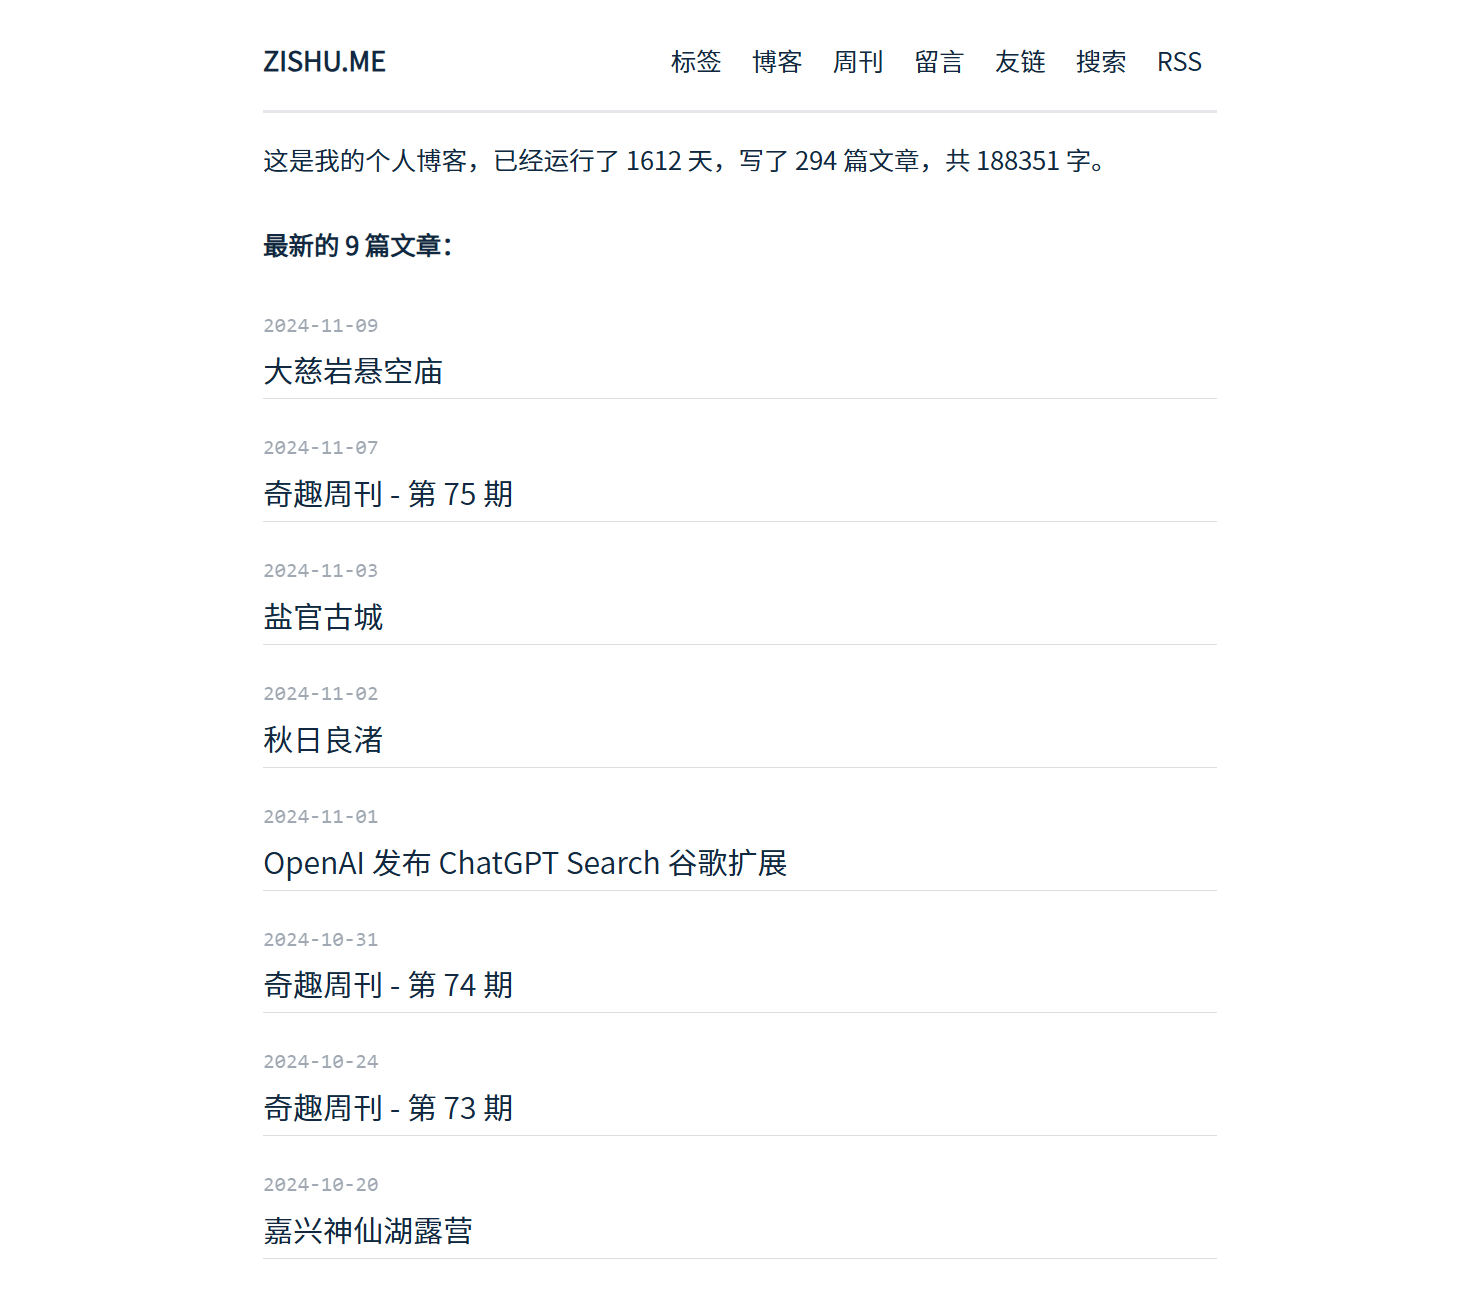 ZISHU.ME 标签 博客 周刊 留言 友链 搜索 RSS
这是我的个人博客，已经运行了 1612 天，写了 294 篇文章，共 188351 字。
最新的 9 篇文章：
2024-11-09
大慈岩悬空庙
2024-11-07
奇趣周刊 - 第 75 期
2024-11-03
盐官古城
2024-11-02
秋日良渚
2024-11-01
OpenAI 发布 ChatGPT Search 谷歌扩展
2024-10-31
奇趣周刊 - 第 74 期
2024-10-24
奇趣周刊 - 第 73 期
2024-10-20
嘉兴神仙湖露营